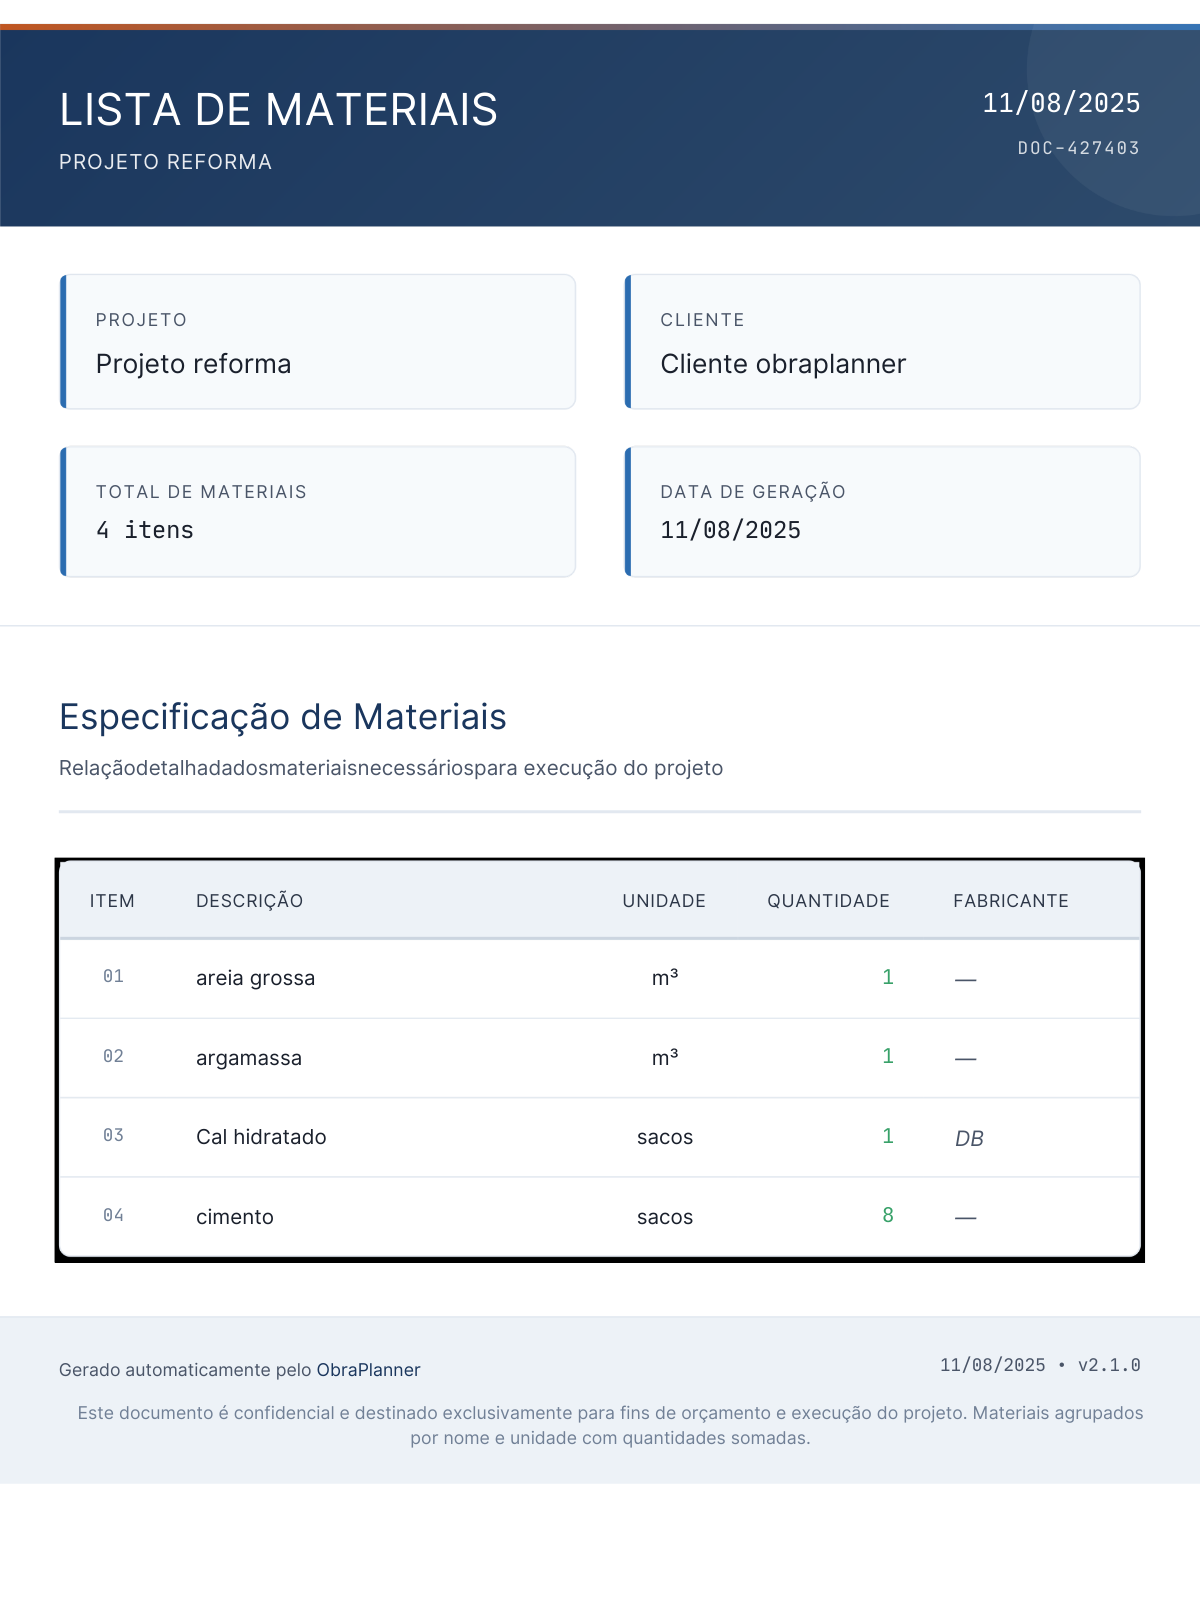 LISTA DE MATERIAIS
PROJETO REFORMA
11/08/2025
DOC-427403
PROJETO
Projeto reforma
CLIENTE
Cliente obraplanner
TOTAL DE MATERIAIS
4 itens
DATA DE GERAÇÃO
11/08/2025
Especificação de Materiais
Relaçãodetalhadadosmateriaisnecessáriospara execução do projeto
ITEM DESCRIÇÃO UNIDADE QUANTIDADE FABRICANTE
01 areia grossa m³ 1 —
02 argamassa m³ 1 —
03 Cal hidratado sacos 1 DB
04 cimento sacos 8 —
Gerado automaticamente pelo ObraPlanner
11/08/2025 • v2.1.0
Este documento é confidencial e destinado exclusivamente para fins de orçamento e execução do projeto. Materiais agrupados
por nome e unidade com quantidades somadas.